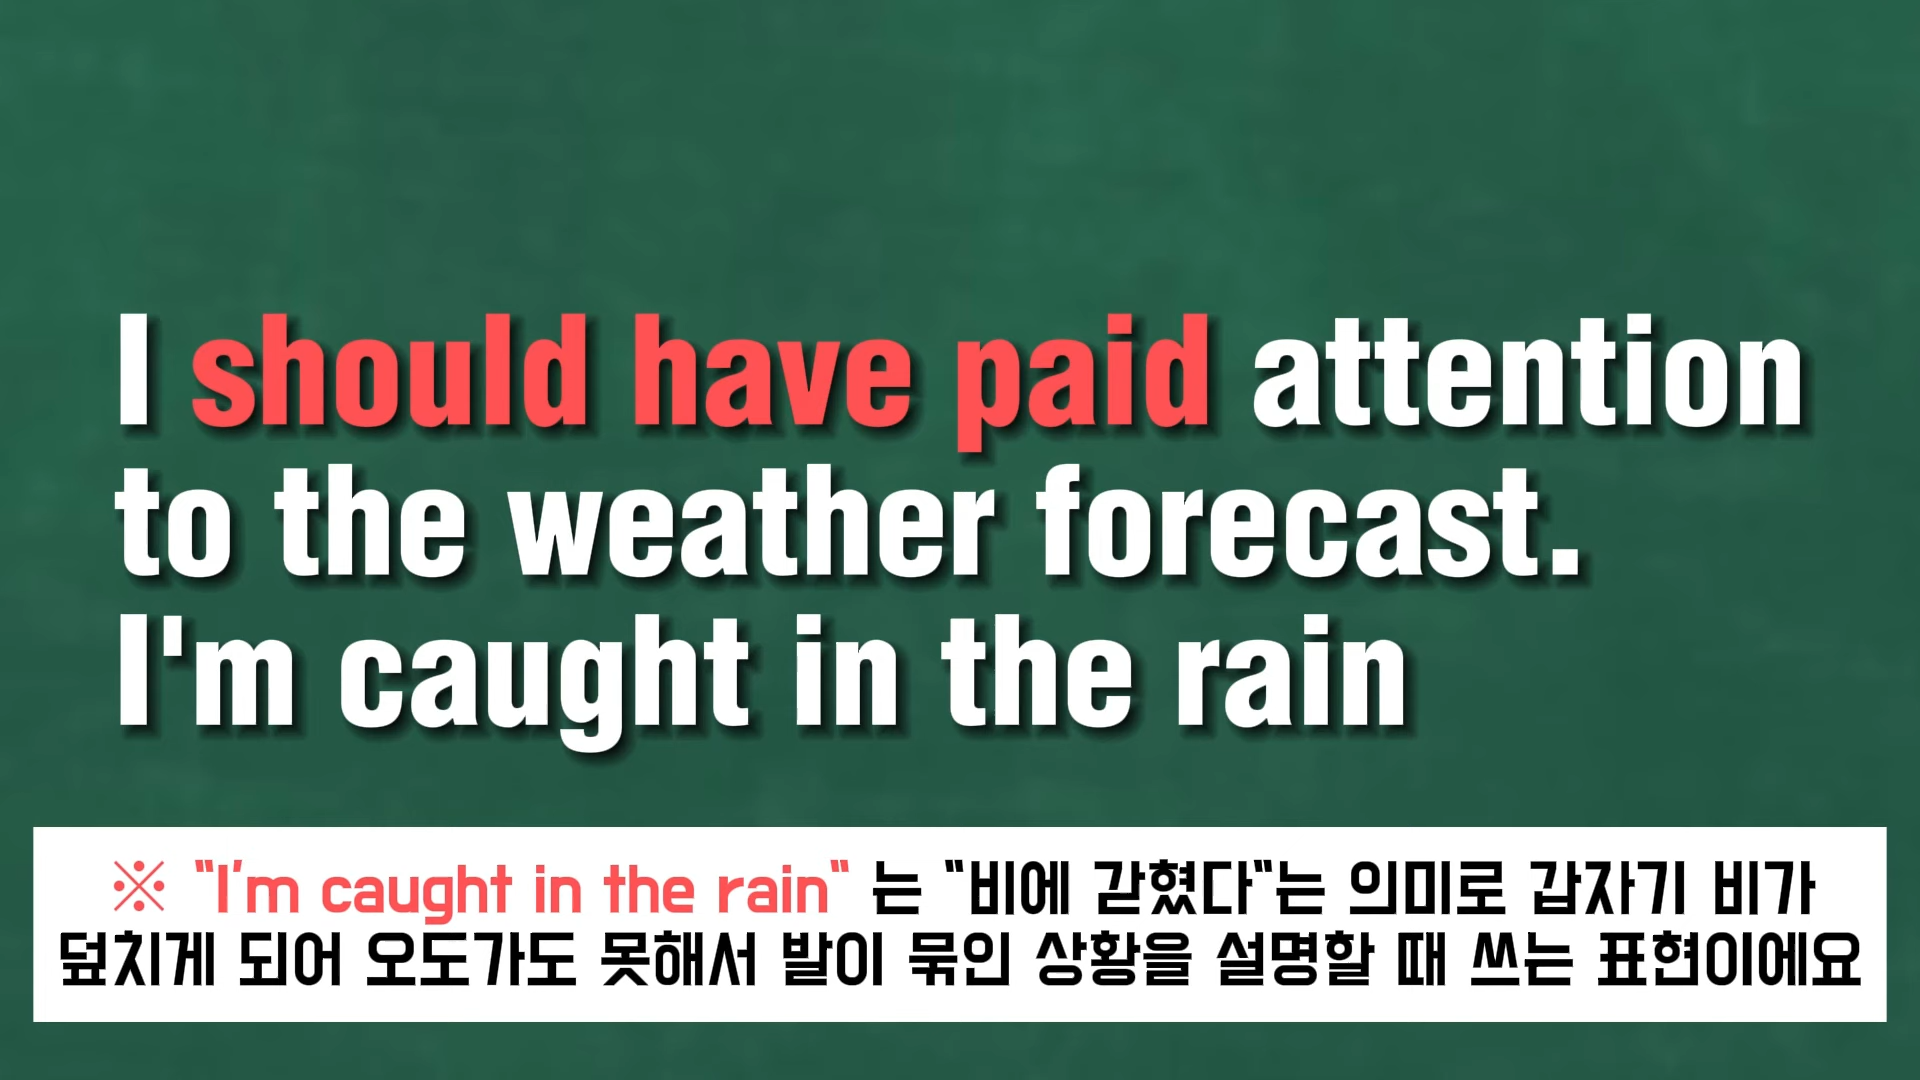 I should have paid attention
to the weather forecast.
I'm caught in the rain
※ "I'm caught in the rain" 는 "비에 갇혔다"는 의미로 갑자기 비가
덮치게 되어 오도가도 못해서 발이 묶인 상황을 설명할 때 쓰는 표현이에요